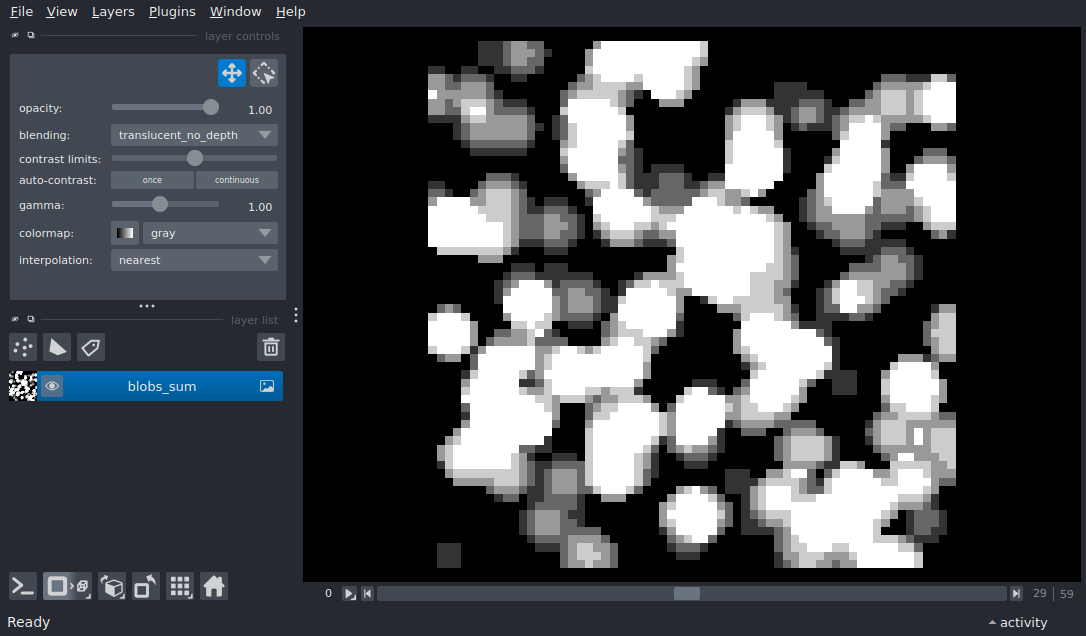 File View Layers Plugins Window Help
layer controls
opacity: 1.00
blending: translucent_no_depth
contrast limits:
auto-contrast: once continuous
gamma: 1.00
colormap: gray
interpolation: nearest
layer list
blobs_sum
0 29 59
Ready activity